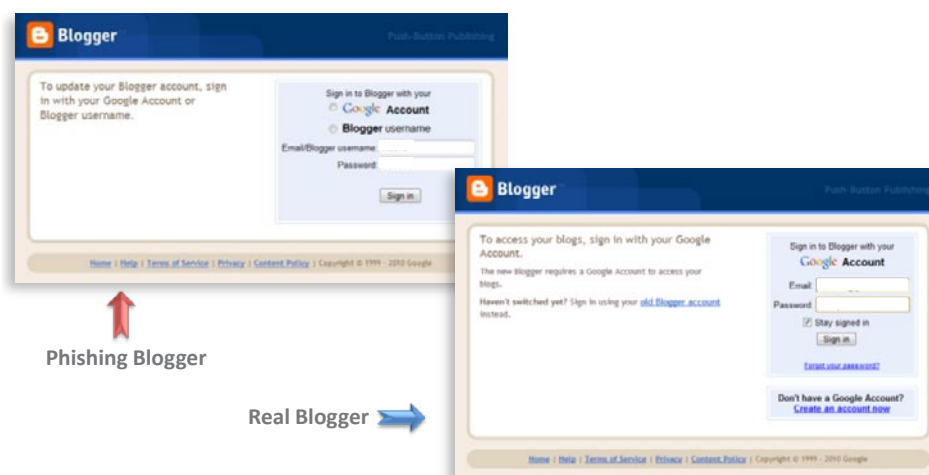 Blogger
Push-Button Publishing
To update your Blogger account, sign
in with your Google Account or
Blogger username.
Sign in to Blogger with your
Google Account
Blogger username
Email/Blogger username:
Password:
Sign in
Home | Help | Terms of Service | Privacy | Content Policy | Copyright © 1999 - 2010 Google
Phishing Blogger
Real Blogger
Blogger
Push-Button Publishing
To access your blogs, sign in with your Google
Account.
The new Blogger requires a Google Account to access your
blogs.
Haven't switched yet? Sign in using your old Blogger account
instead.
Sign in to Blogger with your
Google Account
Email:
Password:
Stay signed in
Sign in
Forgot your password?
Don't have a Google Account?
Create an account now
Home | Help | Terms of Service | Privacy | Content Policy | Copyright © 1999 - 2010 Google